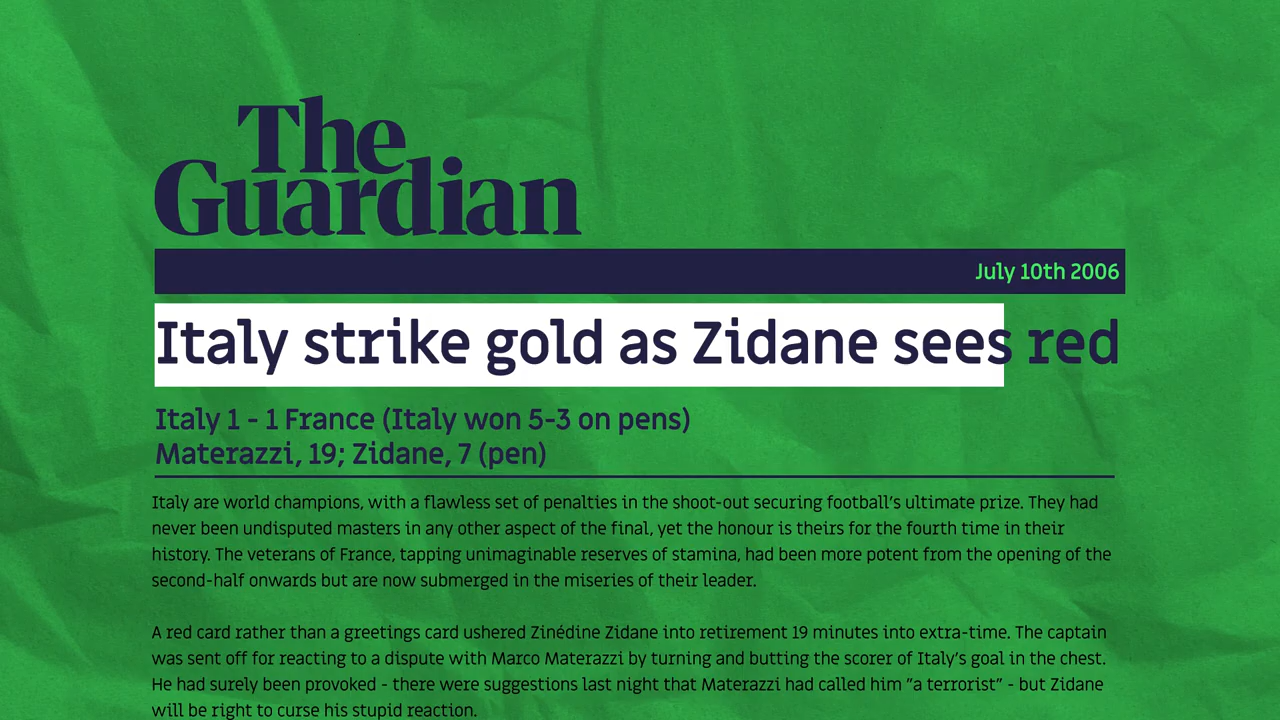 The
Guardian
July 10th 2006
Italy strike gold as Zidane sees red
Italy 1 - 1 France (Italy won 5-3 on pens)
Materazzi, 19; Zidane, 7 (pen)
Italy are world champions, with a flawless set of penalties in the shoot-out securing football's ultimate prize. They had
never been undisputed masters in any other aspect of the final, yet the honour is theirs for the fourth time in their
history. The veterans of France, tapping unimaginable reserves of stamina, had been more potent from the opening of the
second-half onwards but are now submerged in the miseries of their leader.
A red card rather than a greetings card ushered Zinédine Zidane into retirement 19 minutes into extra-time. The captain
was sent off for reacting to a dispute with Marco Materazzi by turning and butting the scorer of Italy's goal in the chest.
He had surely been provoked - there were suggestions last night that Materazzi had called him "a terrorist" - but Zidane
will be right to curse his stupid reaction.